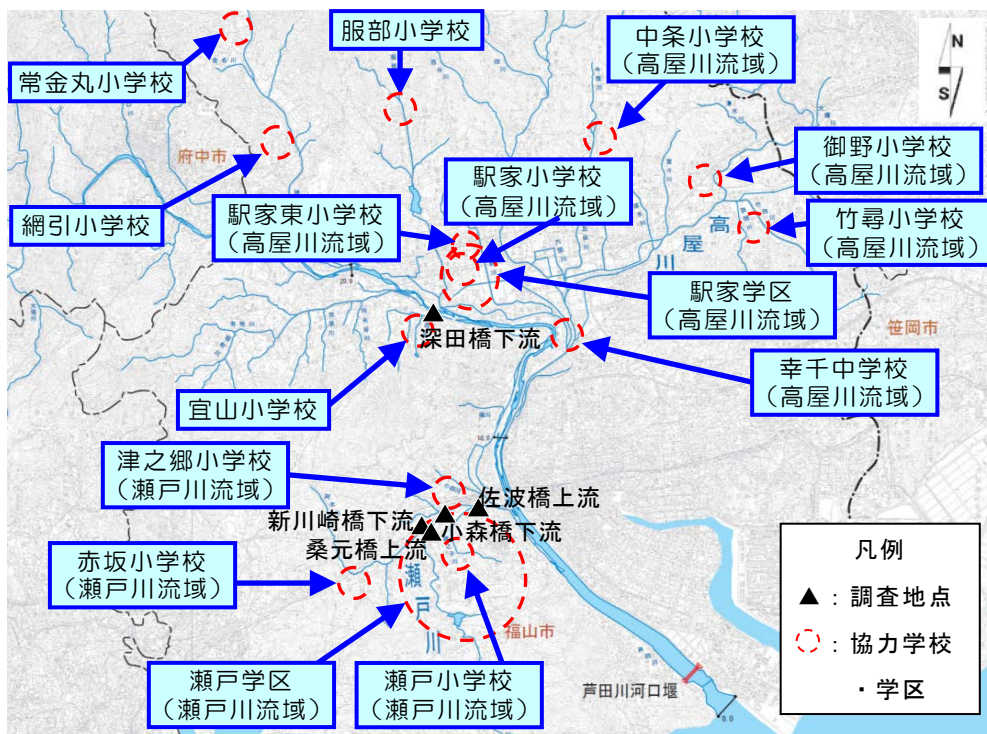 服部小学校
中条小学校
（高屋川流域）
N
S
常金丸小学校
府中市
御野小学校
（高屋川流域）
駅家小学校
（高屋川流域）
網引小学校
駅家東小学校
（高屋川流域）
竹尋小学校
（高屋川流域）
高屋川
駅家学区
（高屋川流域）
20.0
笹岡市
深田橋下流
幸千中学校
（高屋川流域）
宜山小学校
10.0
津之郷小学校
（瀬戸川流域）
佐波橋上流
新川崎橋下流
小森橋下流
桑元橋上流
赤坂小学校
（瀬戸川流域）
瀬戸川
福山市
瀬戸学区
（瀬戸川流域）
瀬戸小学校
（瀬戸川流域）
芦田川河口堰
0.0
凡例
▲：調査地点
：協力学校
・学区